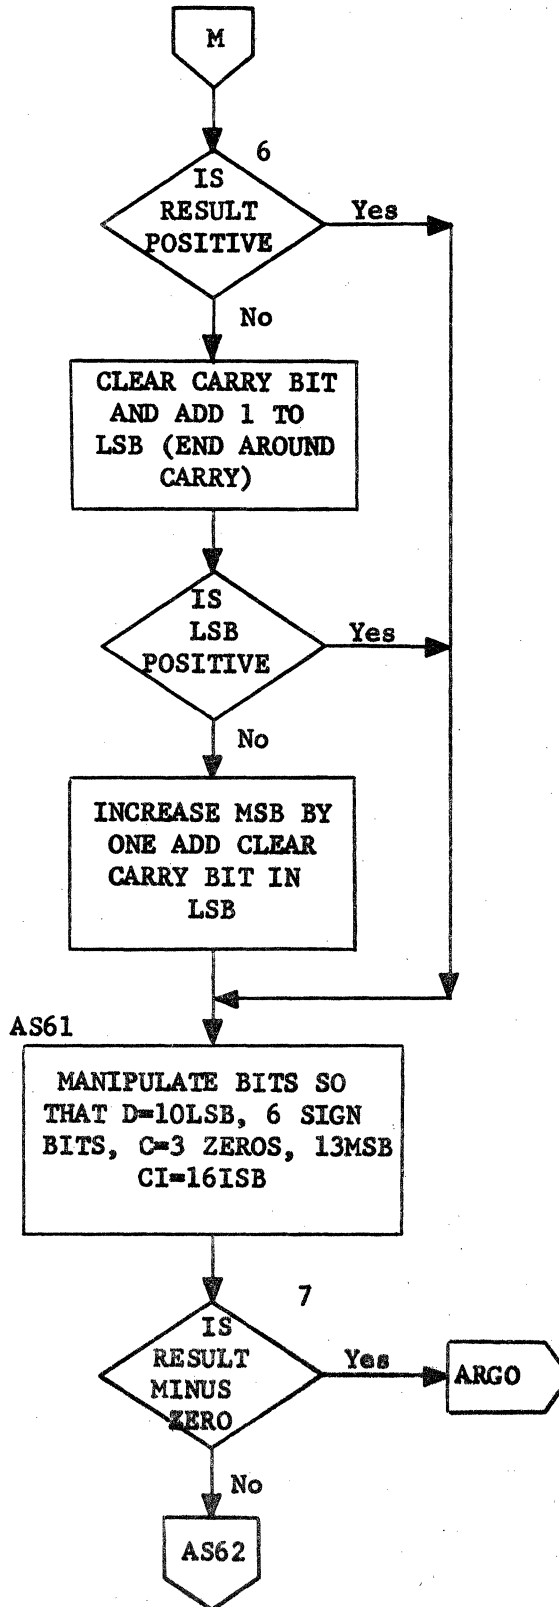 M
6
IS
RESULT
POSITIVE
Yes
No
CLEAR CARRY BIT
AND ADD 1 TO
LSB (END AROUND
CARRY)
IS
LSB
POSITIVE
Yes
No
INCREASE MSB BY
ONE ADD CLEAR
CARRY BIT IN
LSB
AS61
MANIPULATE BITS SO
THAT D=10LSB, 6 SIGN
BITS, C=3 ZEROS, 13MSB
CI=16ISB
7
IS
RESULT
MINUS
ZERO
Yes
ARGO
No
AS62